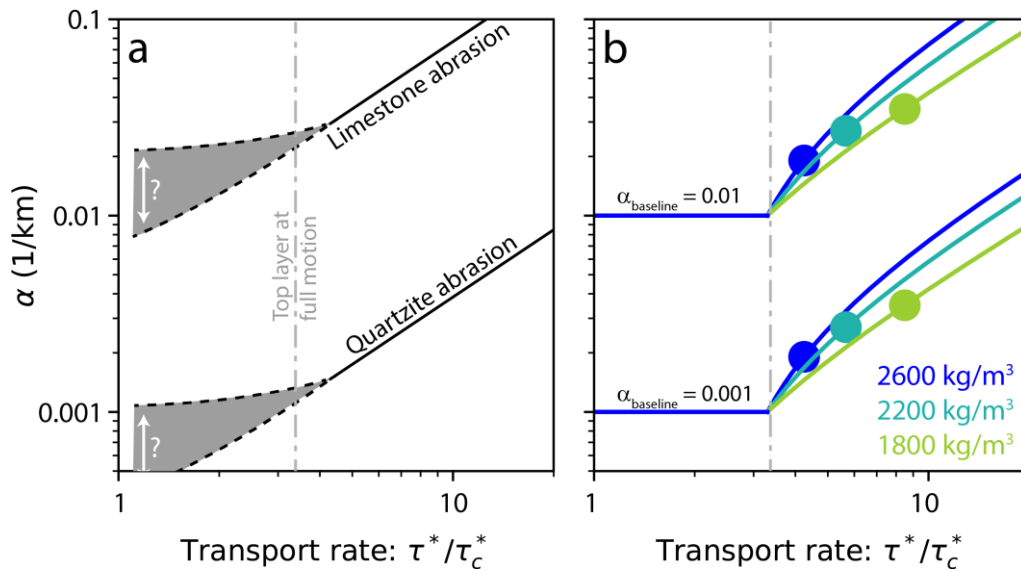 a
0.1
0.01
0.001
α (1/km)
1
10
Transport rate: τ*/τc*
Limestone abrasion
Quartzite abrasion
?
?
Top layer at
full motion
b
αbaseline = 0.01
αbaseline = 0.001
2600 kg/m³
2200 kg/m³
1800 kg/m³
1
10
Transport rate: τ*/τc*